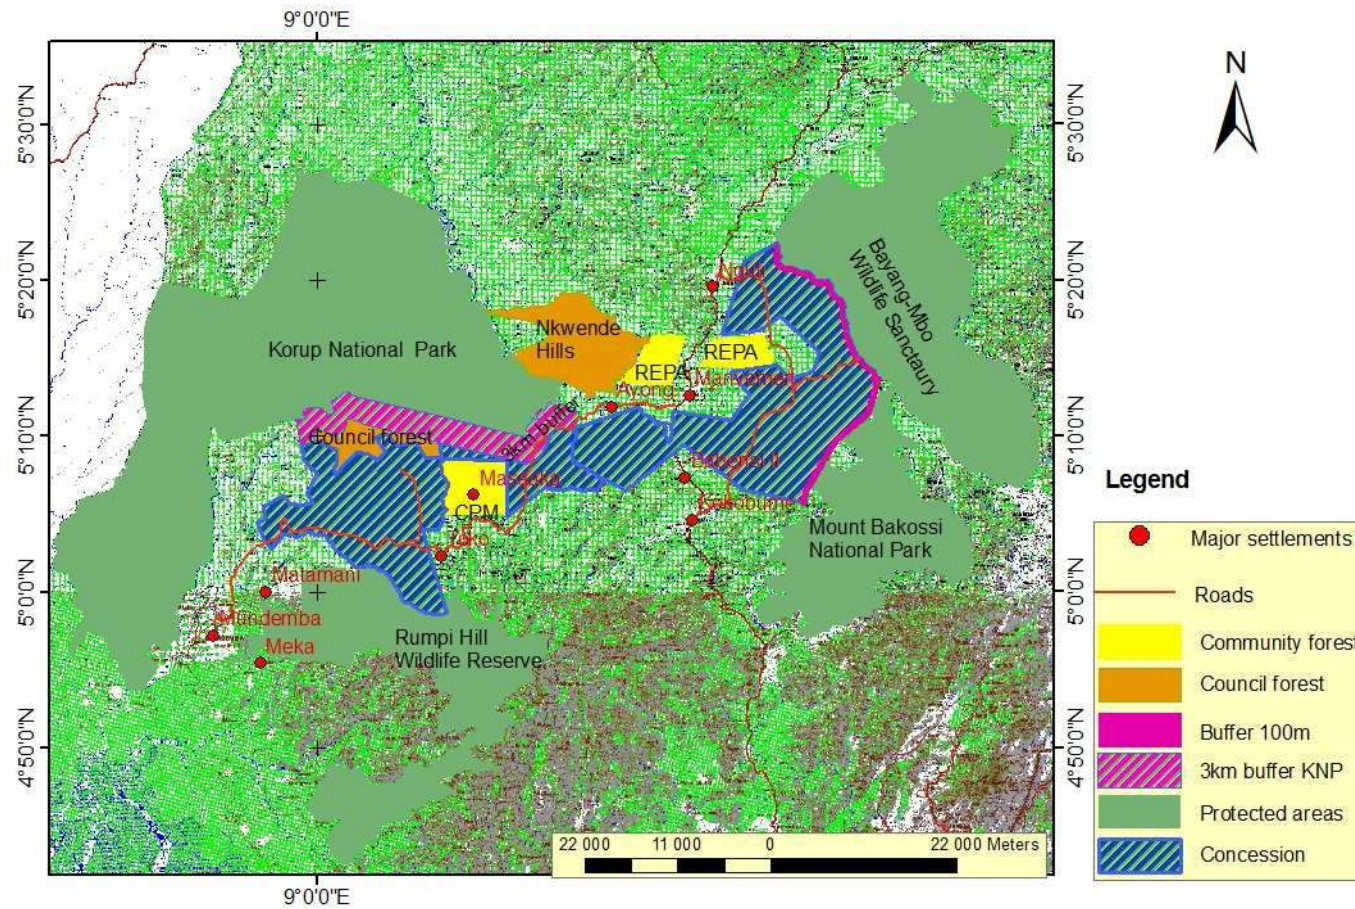 9°0'0"E
N
5°30'0"N
5°30'0"N
5°20'0"N
5°20'0"N
5°10'0"N
5°10'0"N
5°0'0"N
5°0'0"N
4°50'0"N
4°50'0"N
Bayang-Mbo
Wildlife Sanctaury
Nguti
Nkwende
Hills
Korup National Park
REPA
REPA
Manyemen
Ayong
3km buffer
Council forest
Masaka
CPM
Toko
Mount Bakossi
National Park
Matamani
Mundemba
Meka
Rumpi Hill
Wildlife Reserve
Legend
Major settlements
Roads
Community forest
Council forest
Buffer 100m
3km buffer KNP
Protected areas
Concession
22 000 11 000 0 22 000 Meters
9°0'0"E